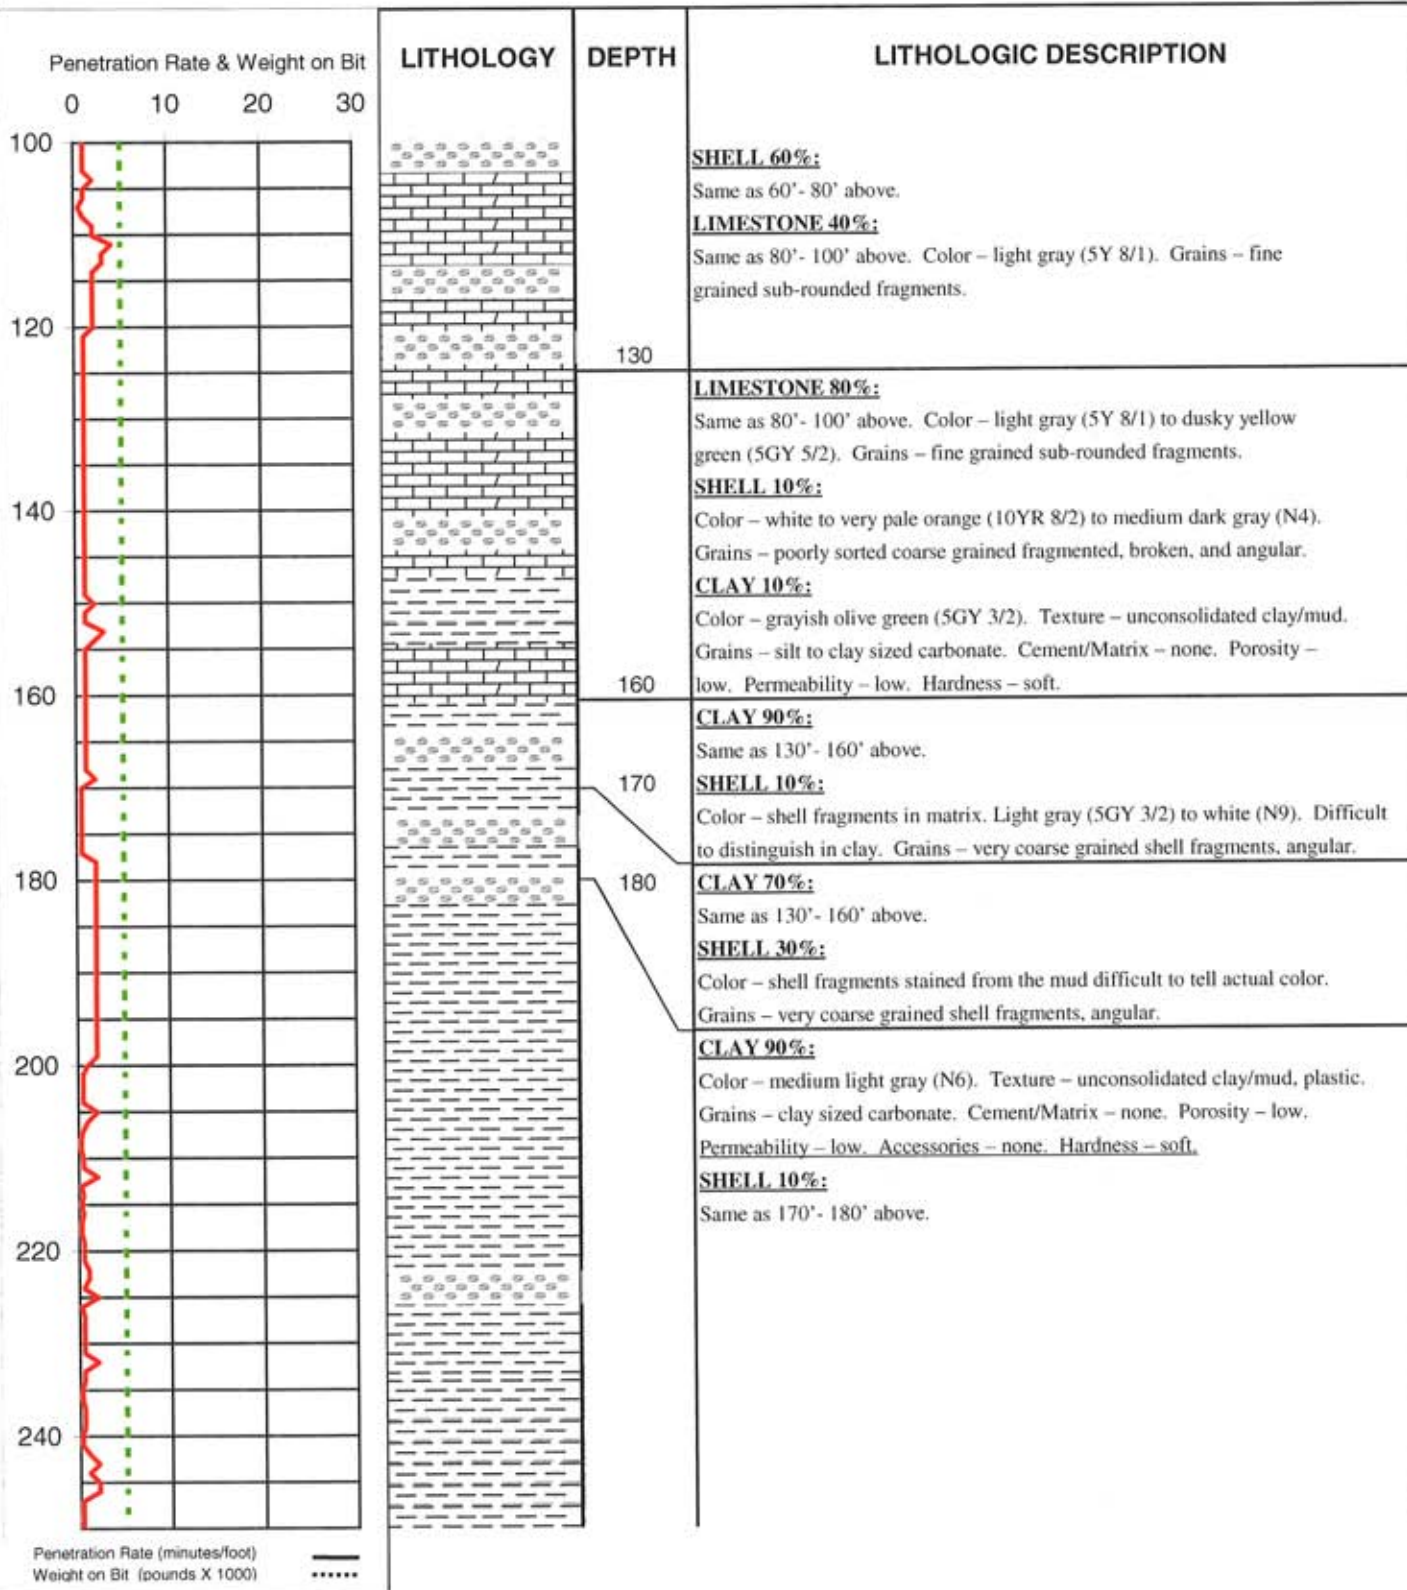 Penetration Rate & Weight on Bit
LITHOLOGY
DEPTH
LITHOLOGIC DESCRIPTION
0 10 20 30
100
120
140
160
180
200
220
240
130
160
170
180
SHELL 60%:
Same as 60'- 80' above.
LIMESTONE 40%:
Same as 80'- 100' above. Color – light gray (5Y 8/1). Grains – fine
grained sub-rounded fragments.
LIMESTONE 80%:
Same as 80'- 100' above. Color – light gray (5Y 8/1) to dusky yellow
green (5GY 5/2). Grains – fine grained sub-rounded fragments.
SHELL 10%:
Color – white to very pale orange (10YR 8/2) to medium dark gray (N4).
Grains – poorly sorted coarse grained fragmented, broken, and angular.
CLAY 10%:
Color – grayish olive green (5GY 3/2). Texture – unconsolidated clay/mud.
Grains – silt to clay sized carbonate. Cement/Matrix – none. Porosity –
low. Permeability – low. Hardness – soft.
CLAY 90%:
Same as 130'- 160' above.
SHELL 10%:
Color – shell fragments in matrix. Light gray (5GY 3/2) to white (N9). Difficult
to distinguish in clay. Grains – very coarse grained shell fragments, angular.
CLAY 70%:
Same as 130'- 160' above.
SHELL 30%:
Color – shell fragments stained from the mud difficult to tell actual color.
Grains – very coarse grained shell fragments, angular.
CLAY 90%:
Color – medium light gray (N6). Texture – unconsolidated clay/mud, plastic.
Grains – clay sized carbonate. Cement/Matrix – none. Porosity – low.
Permeability – low. Accessories – none. Hardness – soft.
SHELL 10%:
Same as 170'- 180' above.
Penetration Rate (minutes/foot)
Weight on Bit (pounds X 1000)